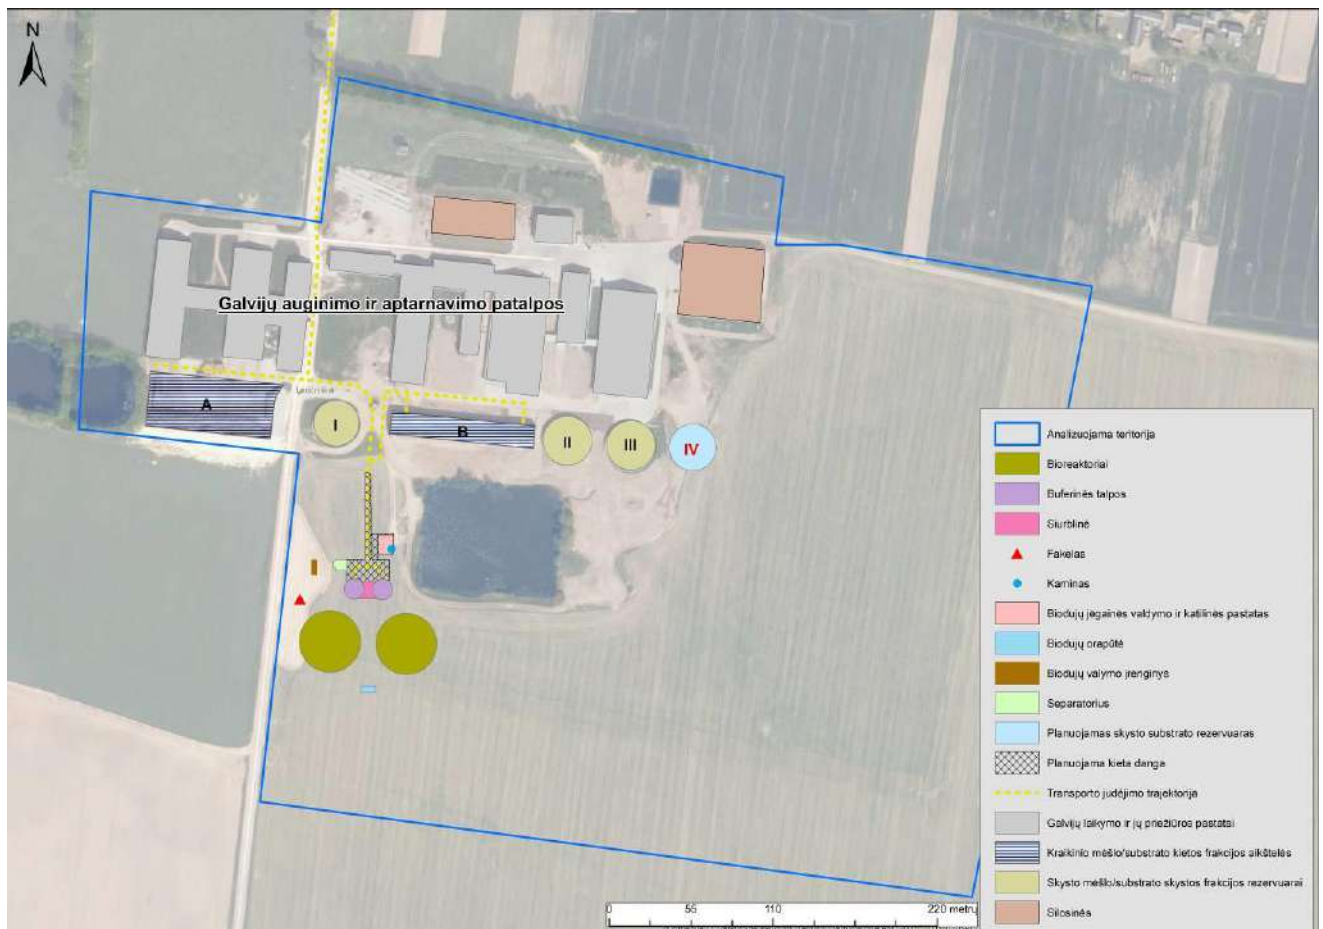 N
Galvijų auginimo ir aptarnavimo patalpos
A
I
B
II
III
IV
Analizuojama teritorija
Bioreaktoriai
Buferinės talpos
Siurblinė
Fakelas
Kaminas
Biodujų jėgainės valdymo ir katilinės pastatas
Biodujų orapūtė
Biodujų valymo įrenginys
Separatorius
Planuojamas skysto substrato rezervuaras
Planuojama kieta danga
Transporto judėjimo trajektorija
Galvijų laikymo ir jų priežiūros pastatai
Kraikinio mėšlo/substrato kietos frakcijos aikštelės
Skysto mėšlo/substrato skystos frakcijos rezervuarai
Silosinės
0 55 110 220 metrų